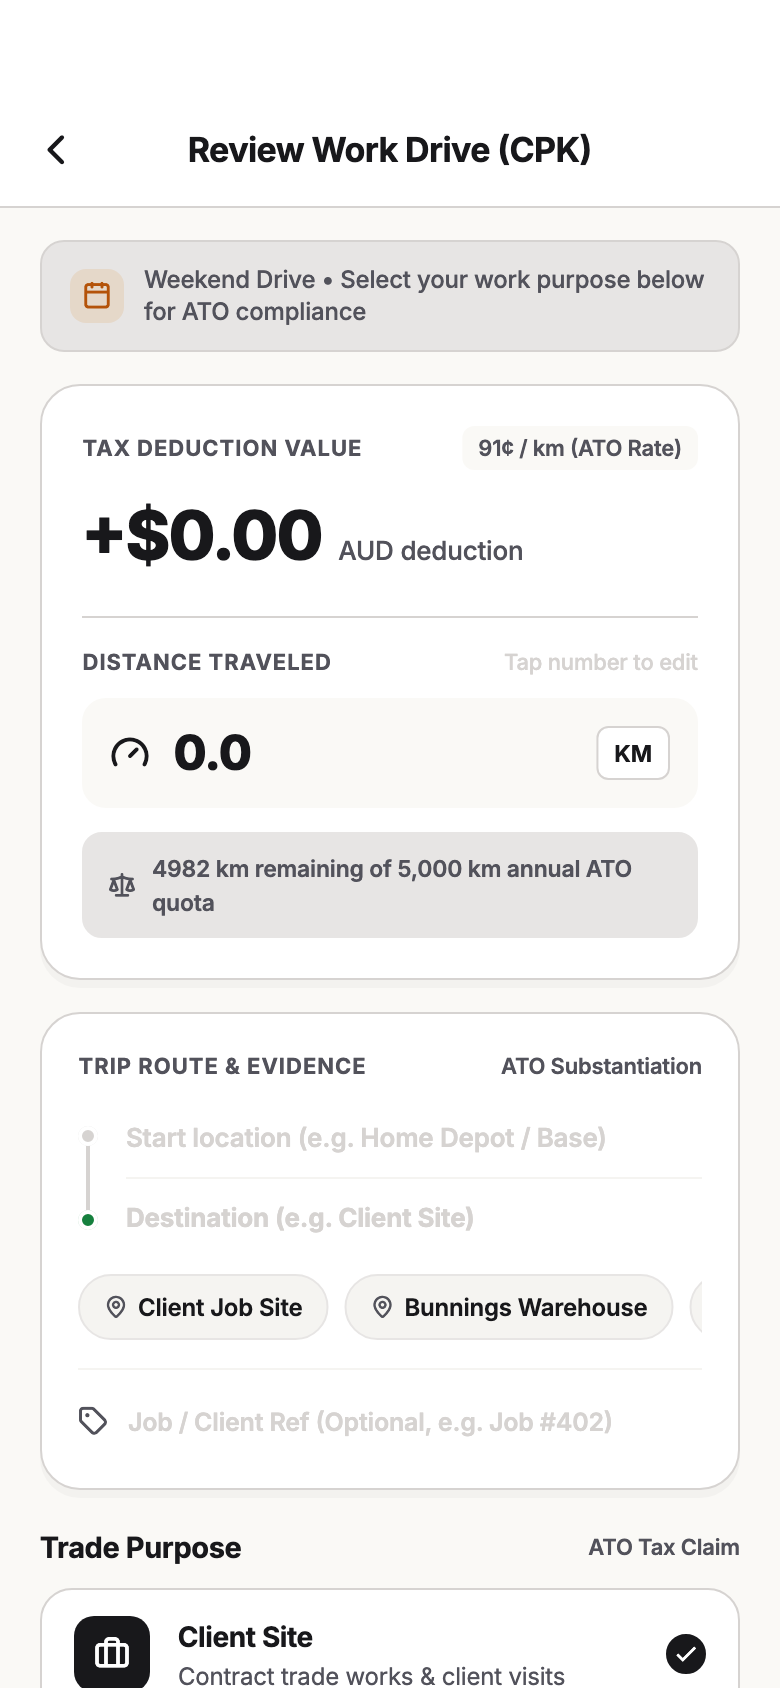 Review Work Drive (CPK)
Weekend Drive • Select your work purpose below
for ATO compliance
TAX DEDUCTION VALUE
91¢ / km (ATO Rate)
+$0.00 AUD deduction
DISTANCE TRAVELED
Tap number to edit
0.0
KM
4982 km remaining of 5,000 km annual ATO
quota
TRIP ROUTE & EVIDENCE
ATO Substantiation
Start location (e.g. Home Depot / Base)
Destination (e.g. Client Site)
Client Job Site
Bunnings Warehouse
Job / Client Ref (Optional, e.g. Job #402)
Trade Purpose
ATO Tax Claim
Client Site
Contract trade works & client visits